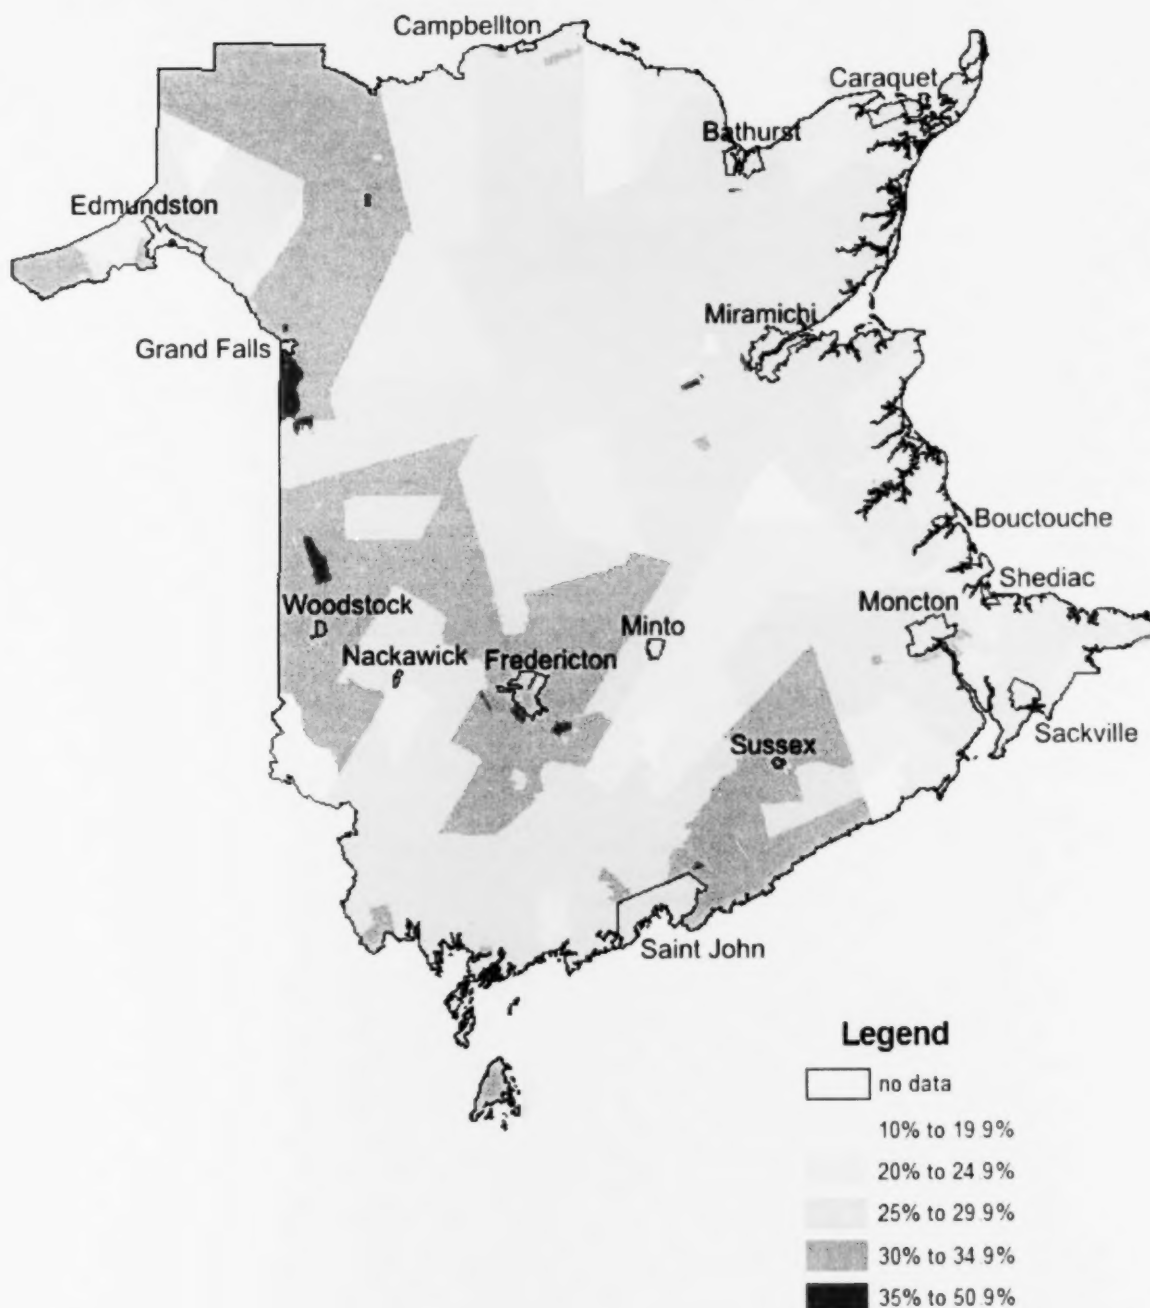 Campbellton
Caraquet
Bathurst
Edmundston
Miramichi
Grand Falls
Bouctouche
Shediac
Woodstock
Moncton
Minto
Nackawick
Fredericton
Sackville
Sussex
Saint John
Legend
no data
10% to 19.9%
20% to 24.9%
25% to 29.9%
30% to 34.9%
35% to 50.9%